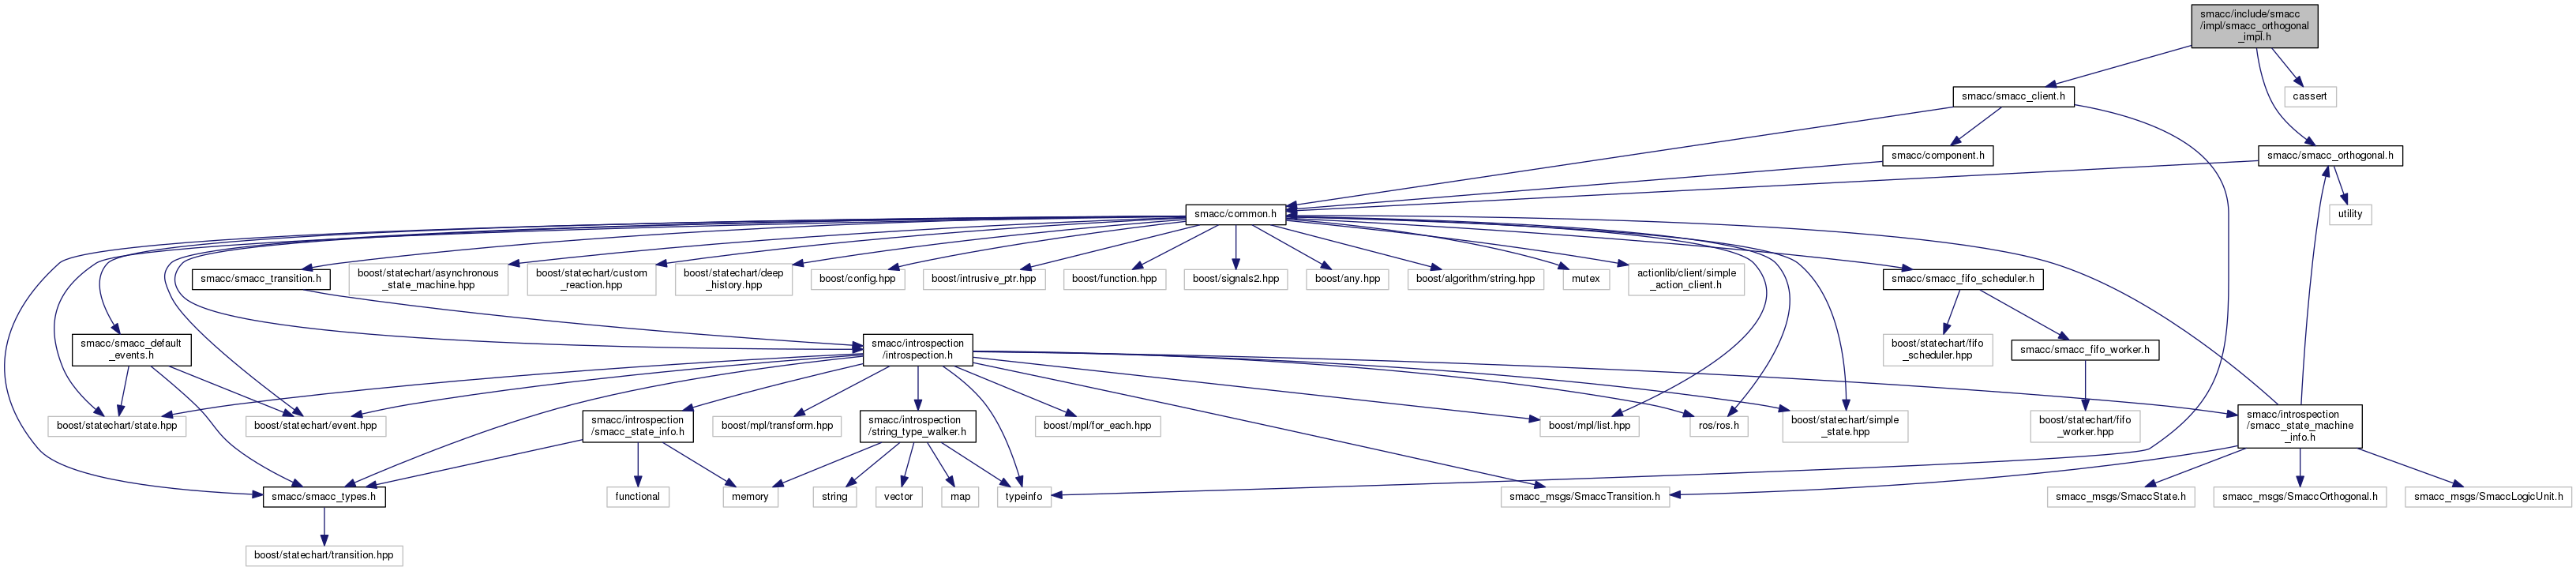 smacc/include/smacc
/impl/smacc_orthogonal
_impl.h
smacc/smacc_client.h
cassert
smacc/component.h
smacc/smacc_orthogonal.h
smacc/common.h
utility
smacc/smacc_transition.h
boost/statechart/asynchronous
_state_machine.hpp
boost/statechart/custom
_reaction.hpp
boost/statechart/deep
_history.hpp
boost/config.hpp
boost/intrusive_ptr.hpp
boost/function.hpp
boost/signals2.hpp
boost/any.hpp
boost/algorithm/string.hpp
mutex
actionlib/client/simple
_action_client.h
smacc/smacc_fifo_scheduler.h
smacc/smacc_default
_events.h
smacc/introspection
/introspection.h
boost/statechart/fifo
_scheduler.hpp
smacc/smacc_fifo_worker.h
boost/statechart/state.hpp
boost/statechart/event.hpp
smacc/introspection
/smacc_state_info.h
boost/mpl/transform.hpp
smacc/introspection
/string_type_walker.h
boost/mpl/for_each.hpp
boost/mpl/list.hpp
ros/ros.h
boost/statechart/simple
_state.hpp
boost/statechart/fifo
_worker.hpp
smacc/introspection
/smacc_state_machine
_info.h
smacc/smacc_types.h
functional
memory
string
vector
map
typeinfo
smacc_msgs/SmaccTransition.h
smacc_msgs/SmaccState.h
smacc_msgs/SmaccOrthogonal.h
smacc_msgs/SmaccLogicUnit.h
boost/statechart/transition.hpp